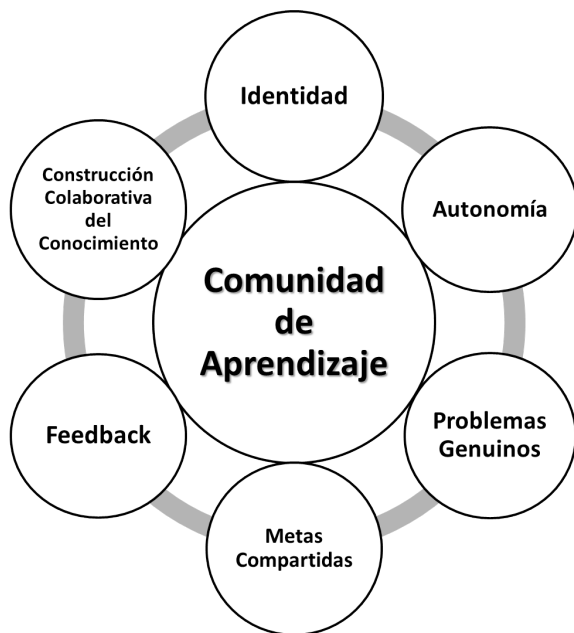 Identidad
Autonomía
Problemas
Genuinos
Metas
Compartidas
Feedback
Construcción
Colaborativa
del
Conocimiento
Comunidad
de
Aprendizaje